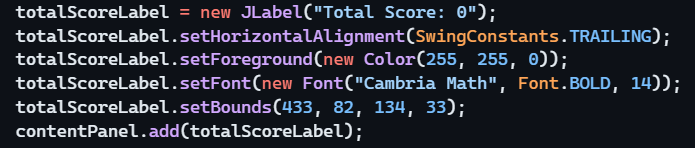 totalScoreLabel = new JLabel("Total Score: 0");
totalScoreLabel.setHorizontalAlignment(SwingConstants.TRAILING);
totalScoreLabel.setForeground(new Color(255, 255, 0));
totalScoreLabel.setFont(new Font("Cambria Math", Font.BOLD, 14));
totalScoreLabel.setBounds(433, 82, 134, 33);
contentPanel.add(totalScoreLabel);